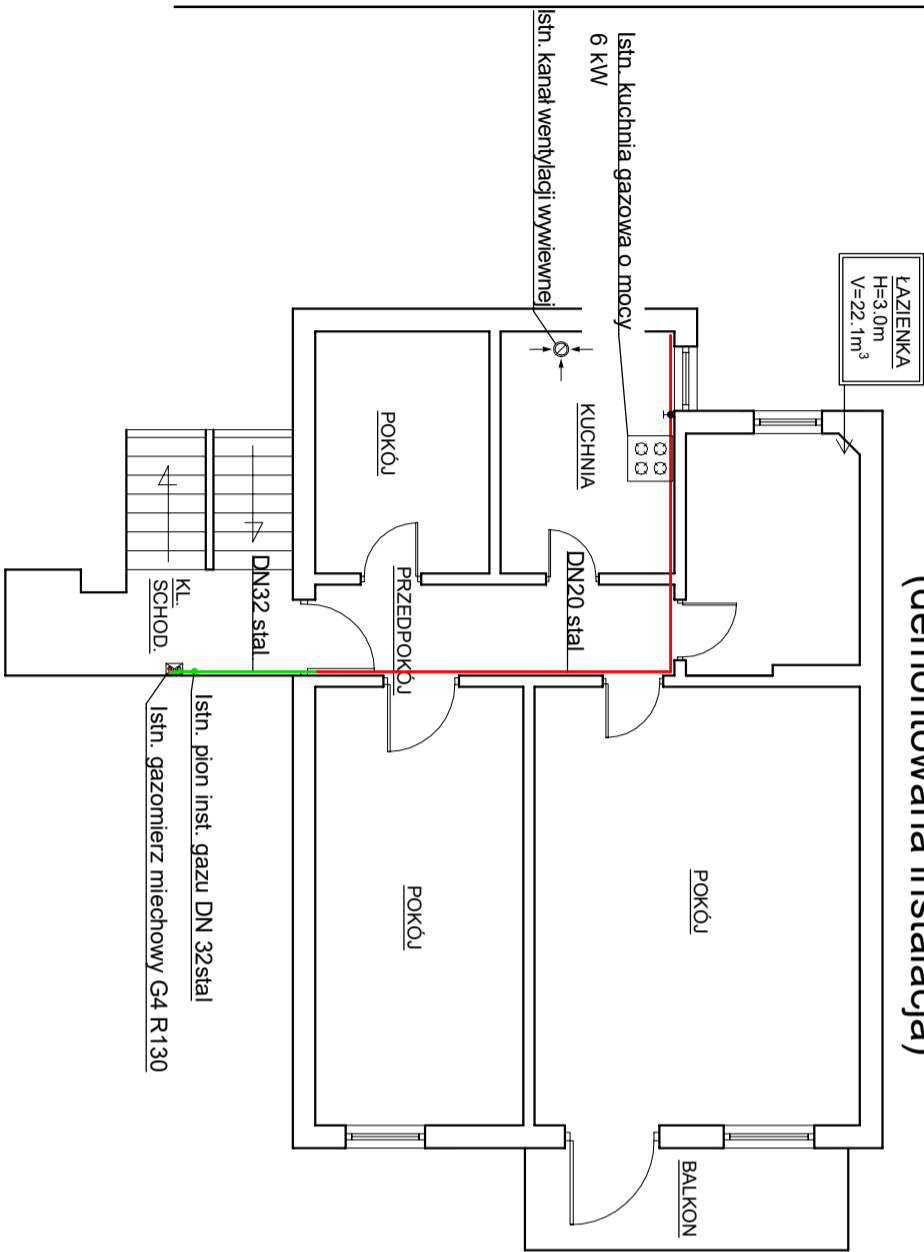 (demontowana instalacja)
ŁAZIENKA
H=3.0m
V=22.1m³
Istn. kuchnia gazowa o mocy
6 kW
Istn. kanał wentylacji wywiewnej
KUCHNIA
POKÓJ
DN20 stal
PRZEDPOKÓJ
DN32 stal
KL.
SCHOD.
Istn. pion inst. gazu DN 32stal
Istn. gazomierz miechowy G4 R130
POKÓJ
POKÓJ
BALKON